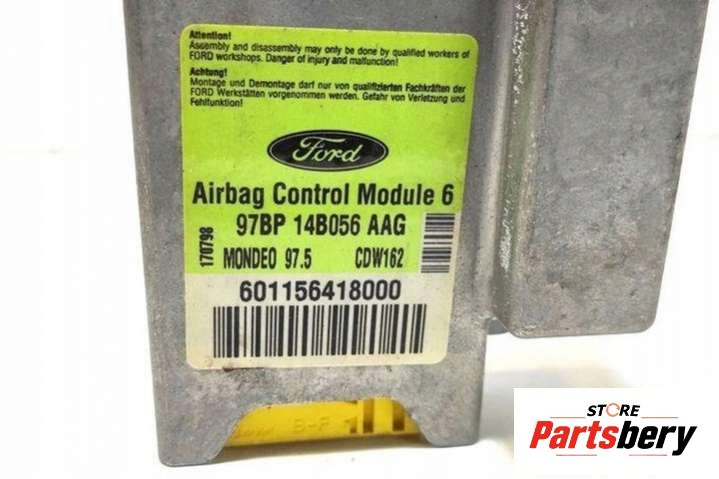 Attention!
Assembly and disassembly may only be done by qualified workers of
FORD workshops. Danger of injury and malfunction!
Achtung!
Montage und Demontage darf nur von qualifizierten Fachkräften der
FORD Werkstätten vorgenommen werden. Gefahr von Verletzung und
Fehlfunktion!
Ford
Airbag Control Module 6
97BP 14B056 AAG
170798
MONDEO 97.5 CDW162
601156418000
B-P
STORE
Partsbery